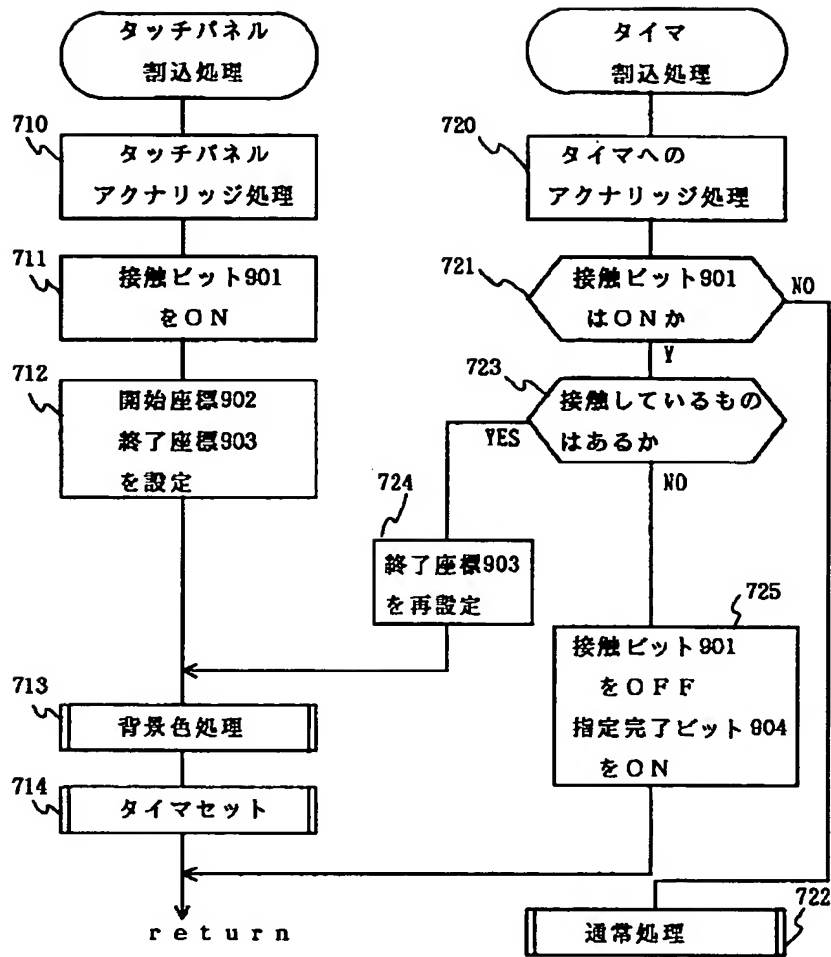 タッチパネル
割込処理
710
タッチパネル
アクナリッジ処理
711
接触ビット901
をON
712
開始座標902
終了座標903
を設定
713
背景色処理
714
タイマセット
return
タイマ
割込処理
720
タイマへの
アクナリッジ処理
721
接触ビット901
はONか
NO
Y
723
接触しているもの
はあるか
YES
NO
724
終了座標903
を再設定
725
接触ビット901
をOFF
指定完了ビット904
をON
722
通常処理